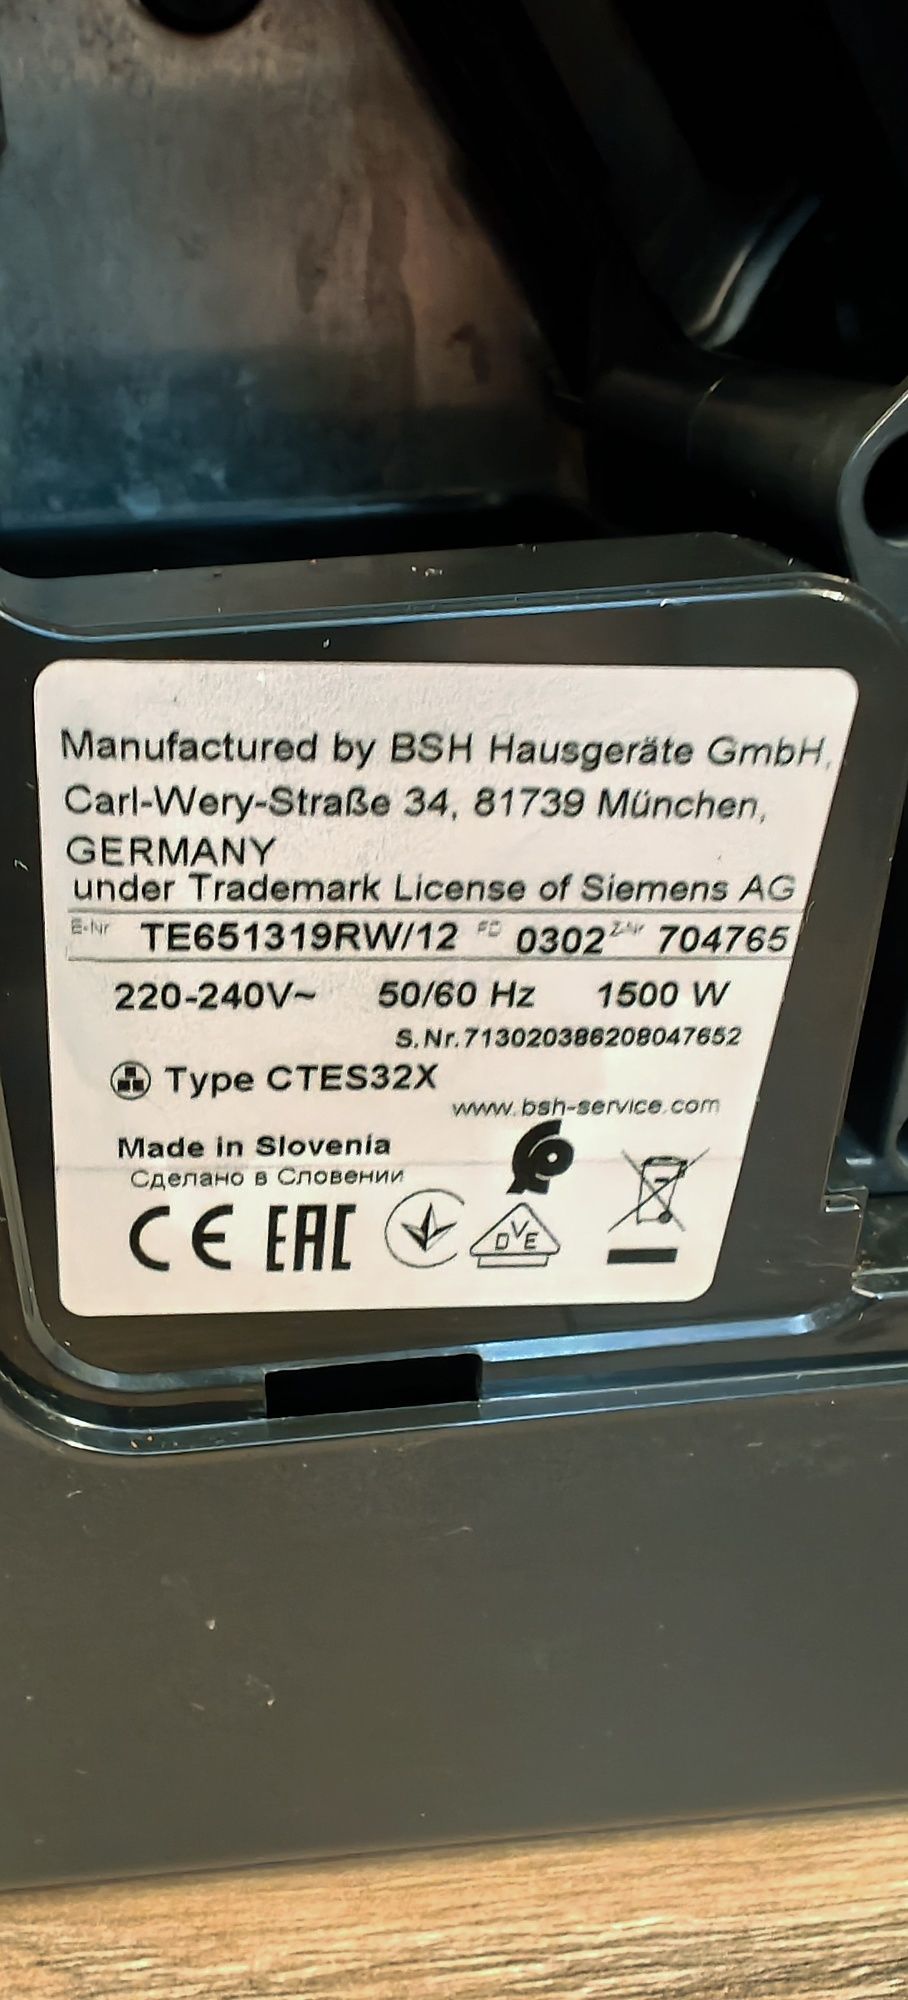 Manufactured by BSH Hausgeräte GmbH,
Carl-Wery-Straße 34, 81739 München,
GERMANY
under Trademark License of Siemens AG
E-Nr TE651319RW/12 FD 0302 Z-Nr 704765
220-240V~ 50/60 Hz 1500 W
S.Nr.713020386208047652
Type CTES32X
www.bsh-service.com
Made in Slovenia
Сделано в Словении
CE EAC DVE